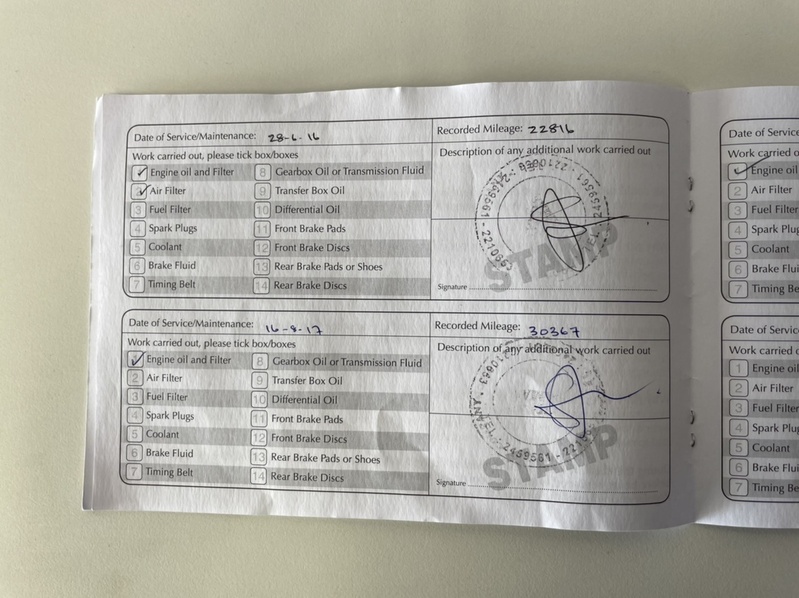 Date of Service/Maintenance: 28-6-16
Recorded Mileage: 22816
Work carried out, please tick box/boxes
Description of any additional work carried out
1 Engine oil and Filter
8 Gearbox Oil or Transmission Fluid
2 Air Filter
9 Transfer Box Oil
3 Fuel Filter
10 Differential Oil
4 Spark Plugs
11 Front Brake Pads
5 Coolant
12 Front Brake Discs
6 Brake Fluid
13 Rear Brake Pads or Shoes
7 Timing Belt
14 Rear Brake Discs
STAMP
Signature
Date of Service/Maintenance: 16-8-17
Recorded Mileage: 30367
Work carried out, please tick box/boxes
Description of any additional work carried out
Engine oil and Filter
8 Gearbox Oil or Transmission Fluid
2 Air Filter
9 Transfer Box Oil
3 Fuel Filter
10 Differential Oil
4 Spark Plugs
11 Front Brake Pads
5 Coolant
12 Front Brake Discs
6 Brake Fluid
13 Rear Brake Pads or Shoes
7 Timing Belt
14 Rear Brake Discs
2459561
STAMP
Signature
Date of Service
Work carried o
Engine oil
2 Air Filter
3 Fuel Filter
4 Spark Plu
5 Coolant
6 Brake Flui
7 Timing Be
Date of Service
Work carried o
1 Engine oil
2 Air Filter
3 Fuel Filter
4 Spark Plu
5 Coolant
6 Brake Flui
7 Timing Be